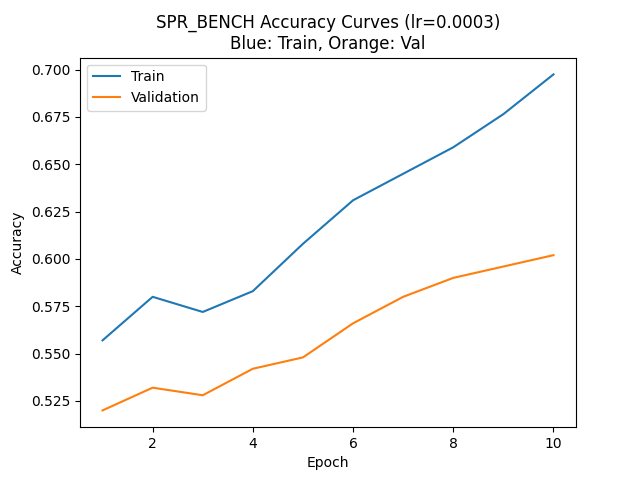 SPR_BENCH Accuracy Curves (lr=0.0003)
Blue: Train, Orange: Val
Train
Validation
0.700
0.675
0.650
0.625
0.600
0.575
0.550
0.525
Accuracy
2
4
6
8
10
Epoch